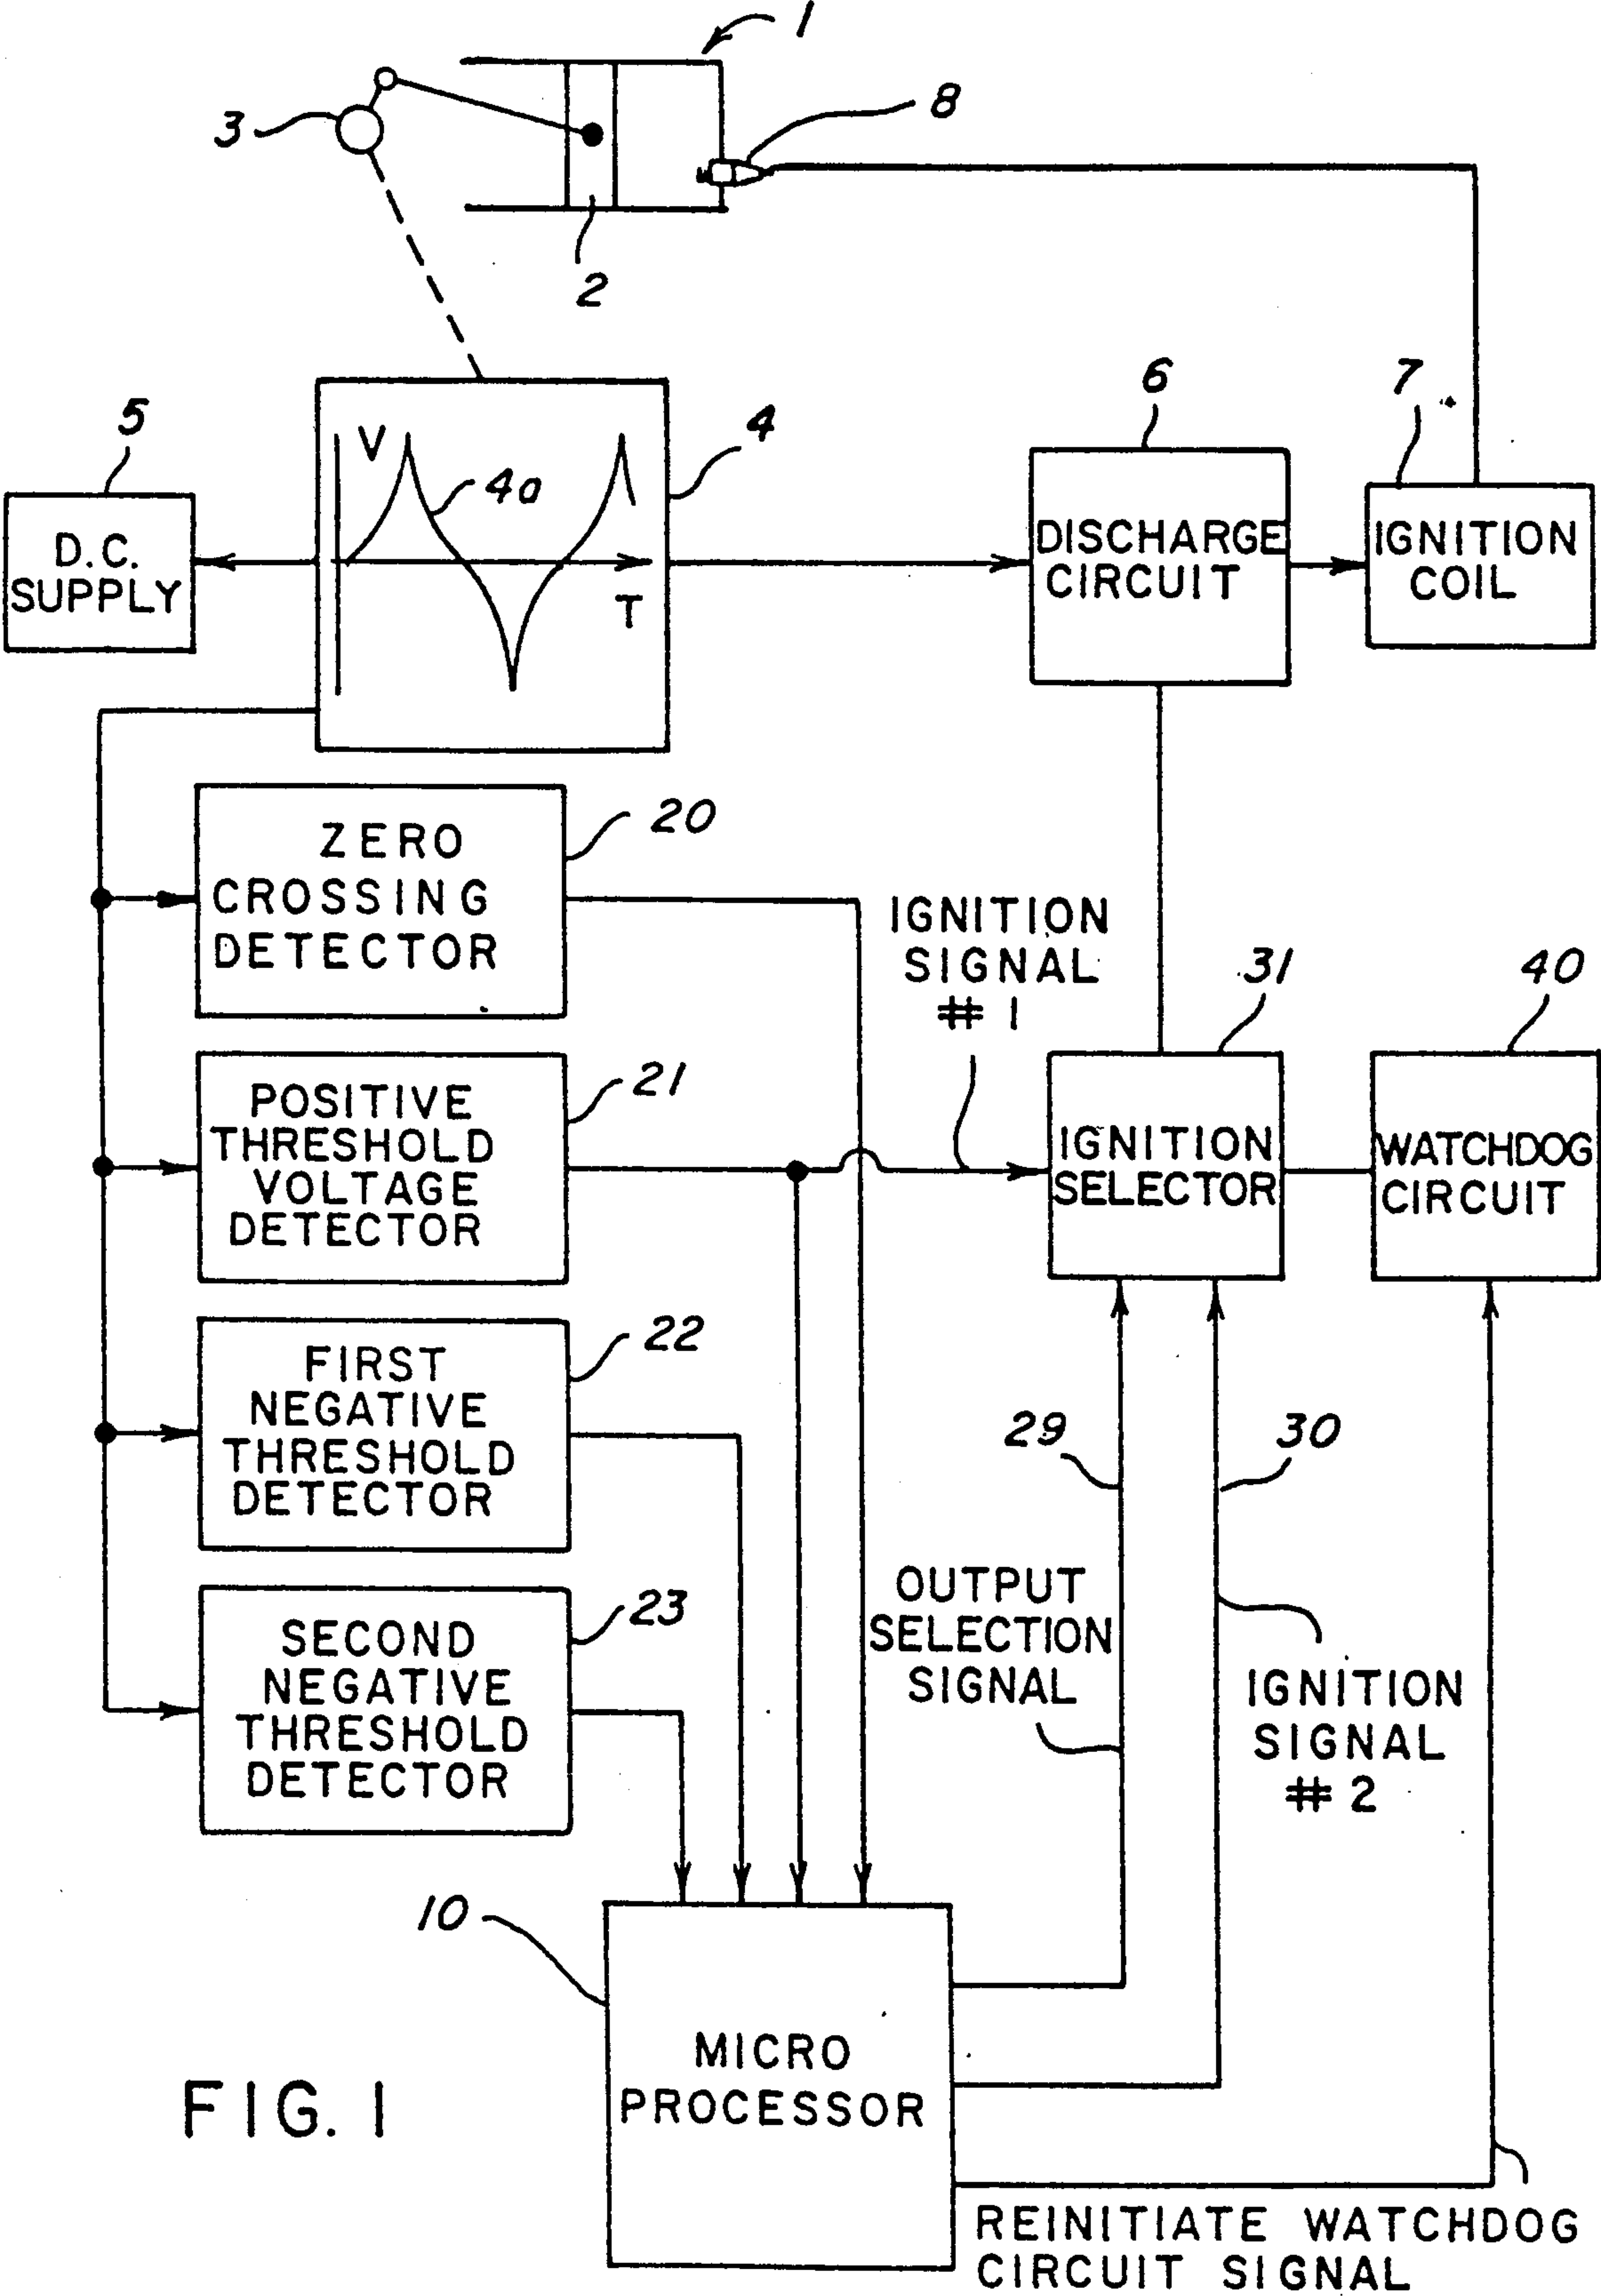 1
3
8
2
5
4
6
7
V
4a
T
D.C.
SUPPLY
DISCHARGE
CIRCUIT
IGNITION
COIL
20
ZERO
CROSSING
DETECTOR
IGNITION
SIGNAL
# 1
31
40
21
POSITIVE
THRESHOLD
VOLTAGE
DETECTOR
IGNITION
SELECTOR
WATCHDOG
CIRCUIT
22
FIRST
NEGATIVE
THRESHOLD
DETECTOR
29
30
23
SECOND
NEGATIVE
THRESHOLD
DETECTOR
OUTPUT
SELECTION
SIGNAL
IGNITION
SIGNAL
# 2
10
MICRO
PROCESSOR
FIG. 1
REINITIATE WATCHDOG
CIRCUIT SIGNAL